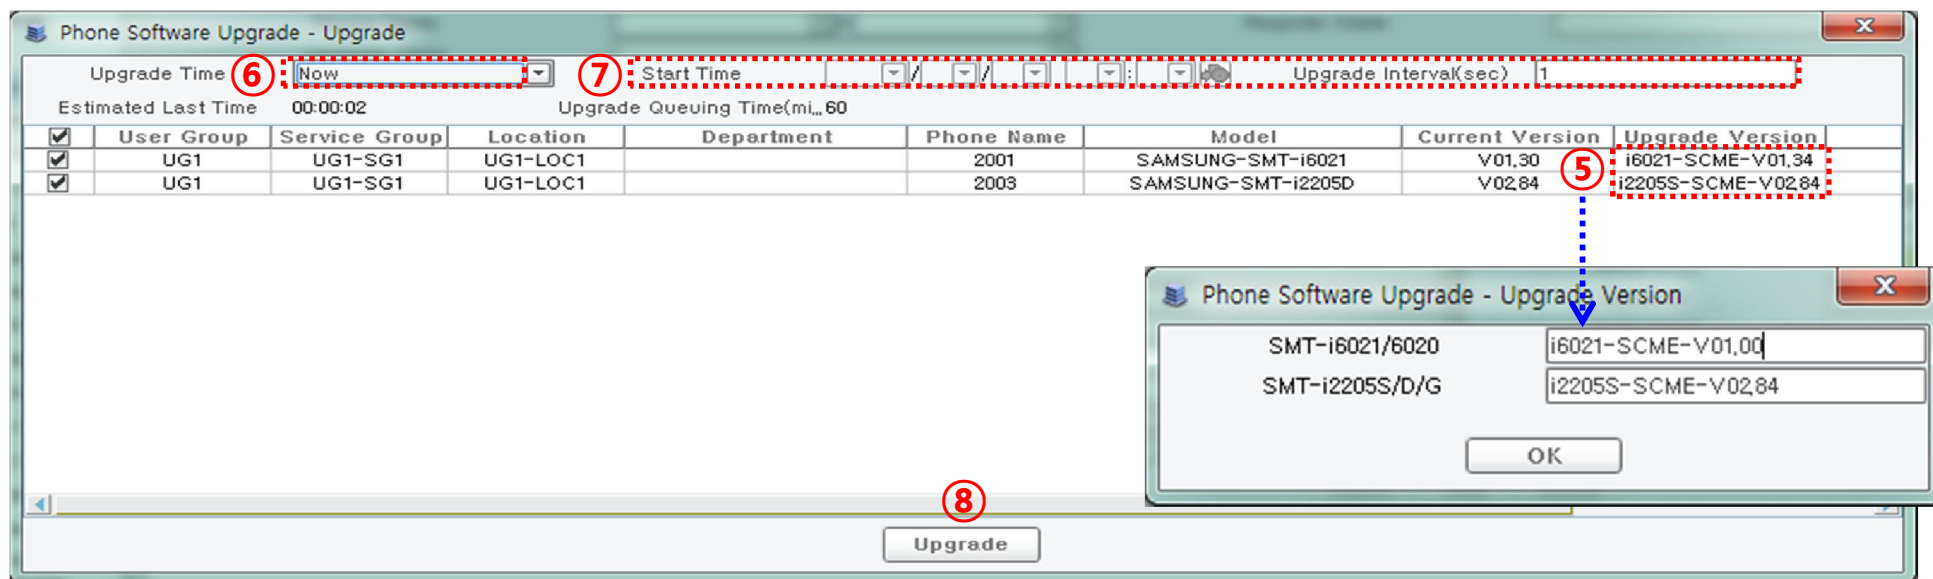 Phone Software Upgrade - Upgrade
Upgrade Time ⑥ Now ⑦ Start Time / / : Upgrade Interval(sec) 1
Estimated Last Time 00:00:02 Upgrade Queuing Time(mi,,, 60
User Group Service Group Location Department Phone Name Model Current Version Upgrade Version
UG1 UG1-SG1 UG1-LOC1 2001 SAMSUNG-SMT-i6021 V01,30 i6021-SCME-V01,34
⑤
UG1 UG1-SG1 UG1-LOC1 2003 SAMSUNG-SMT-i2205D V02,84 i2205S-SCME-V02,84
Phone Software Upgrade - Upgrade Version
SMT-i6021/6020 i6021-SCME-V01,00
SMT-i2205S/D/G i2205S-SCME-V02,84
OK
⑧
Upgrade